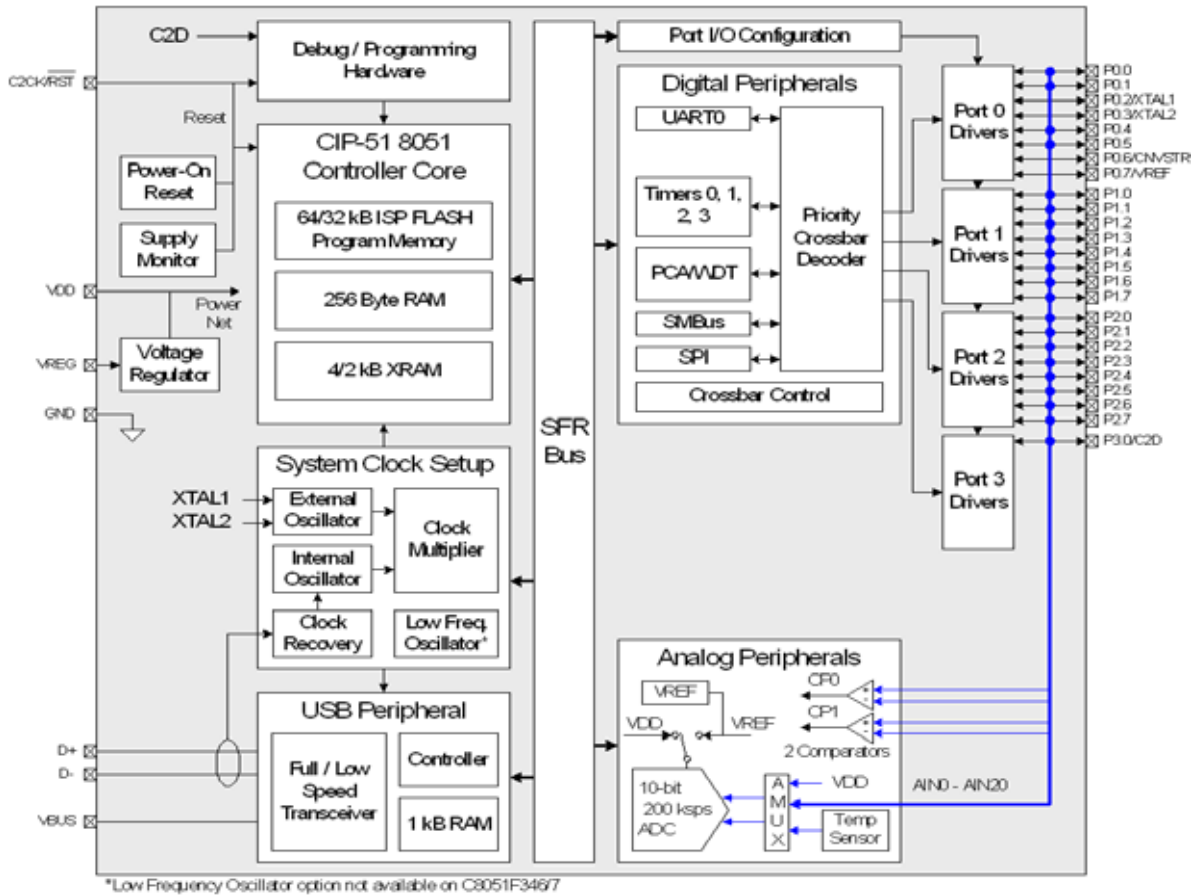 C2D
C2CK/RST
Debug / Programming
Hardware
Reset
Power-On
Reset
Supply
Monitor
VDD
Power
Net
VREG
Voltage
Regulator
GND
CIP-51 8051
Controller Core
64/32 kB ISP FLASH
Program Memory
256 Byte RAM
4/2 kB XRAM
System Clock Setup
XTAL1
XTAL2
External
Oscillator
Internal
Oscillator
Clock
Multiplier
Clock
Recovery
Low Freq.
Oscillator*
USB Peripheral
D+
D-
VBUS
Full / Low
Speed
Transceiver
Controller
1 kB RAM
SFR
Bus
Port I/O Configuration
Digital Peripherals
UART0
Timers 0, 1,
2, 3
PCA/WDT
SMBus
SPI
Priority
Crossbar
Decoder
Crossbar Control
Port 0
Drivers
Port 1
Drivers
Port 2
Drivers
Port 3
Drivers
P0.0
P0.1
P0.2/XTAL1
P0.3/XTAL2
P0.4
P0.5
P0.6/CNVSTR
P0.7/VREF
P1.0
P1.1
P1.2
P1.3
P1.4
P1.5
P1.6
P1.7
P2.0
P2.1
P2.2
P2.3
P2.4
P2.5
P2.6
P2.7
P3.0/C2D
Analog Peripherals
VREF
VDD
VREF
CP0
+
-
CP1
+
-
2 Comparators
10-bit
200 ksps
ADC
A
M
U
X
VDD
AIN0 - AIN20
Temp
Sensor
*Low Frequency Oscillator option not available on C8051F346/7